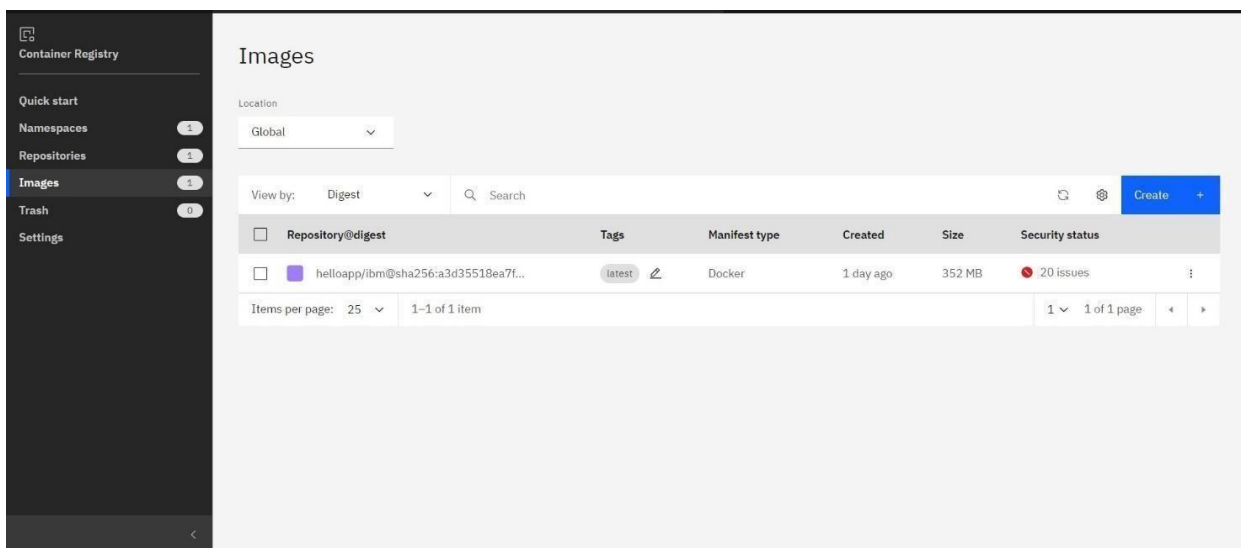 Container Registry
Quick start
Namespaces 1
Repositories 1
Images 1
Trash 0
Settings
Images
Location
Global
View by: Digest Search Create +
Repository@digest Tags Manifest type Created Size Security status
helloapp/ibm@sha256:a3d35518ea7f... latest Docker 1 day ago 352 MB 20 issues
Items per page: 25 1–1 of 1 item 1 1 of 1 page